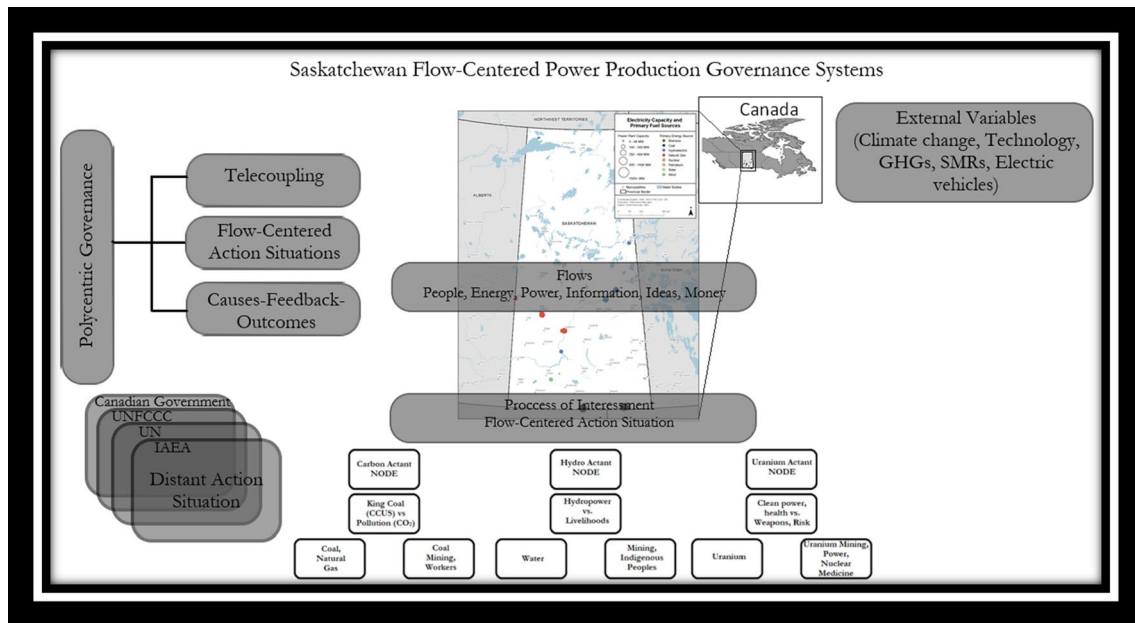 Saskatchewan Flow-Centered Power Production Governance Systems
Polycentric Governance
Telecoupling
Flow-Centered
Action Situations
Causes-Feedback-
Outcomes
NORTHWEST TERRITORIES
ALBERTA
SASKATCHEWAN
Electricity Capacity and
Primary Fuel Sources
Canada
External Variables
(Climate change, Technology,
GHGs, SMRs, Electric
vehicles)
Flows
People, Energy, Power, Information, Ideas, Money
Proccess of Interessment
Flow-Centered Action Situation
Canadian Government
UNFCCC
UN
IAEA
Distant Action
Situation
Carbon Actant
NODE
Hydro Actant
NODE
Uranium Actant
NODE
King Coal
(CCUS) vs
Pollution (CO₂)
Hydropower
vs.
Livelihoods
Clean power,
health vs.
Weapons, Risk
Coal,
Natural
Gas
Coal
Mining,
Workers
Water
Mining,
Indigenous
Peoples
Uranium
Uranium Mining,
Power,
Nuclear
Medicine